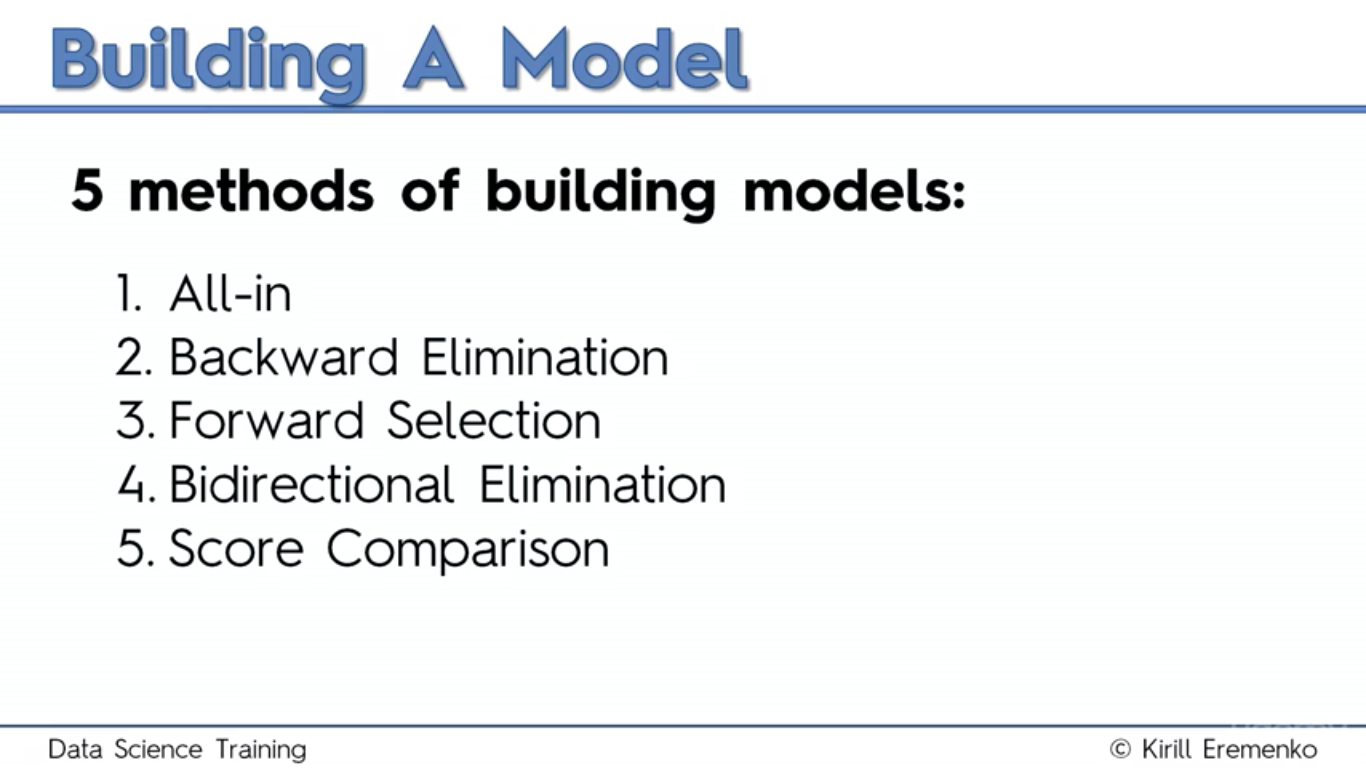 Building A Model
5 methods of building models:
1. All-in
2. Backward Elimination
3. Forward Selection
4. Bidirectional Elimination
5. Score Comparison
Data Science Training
© Kirill Eremenko